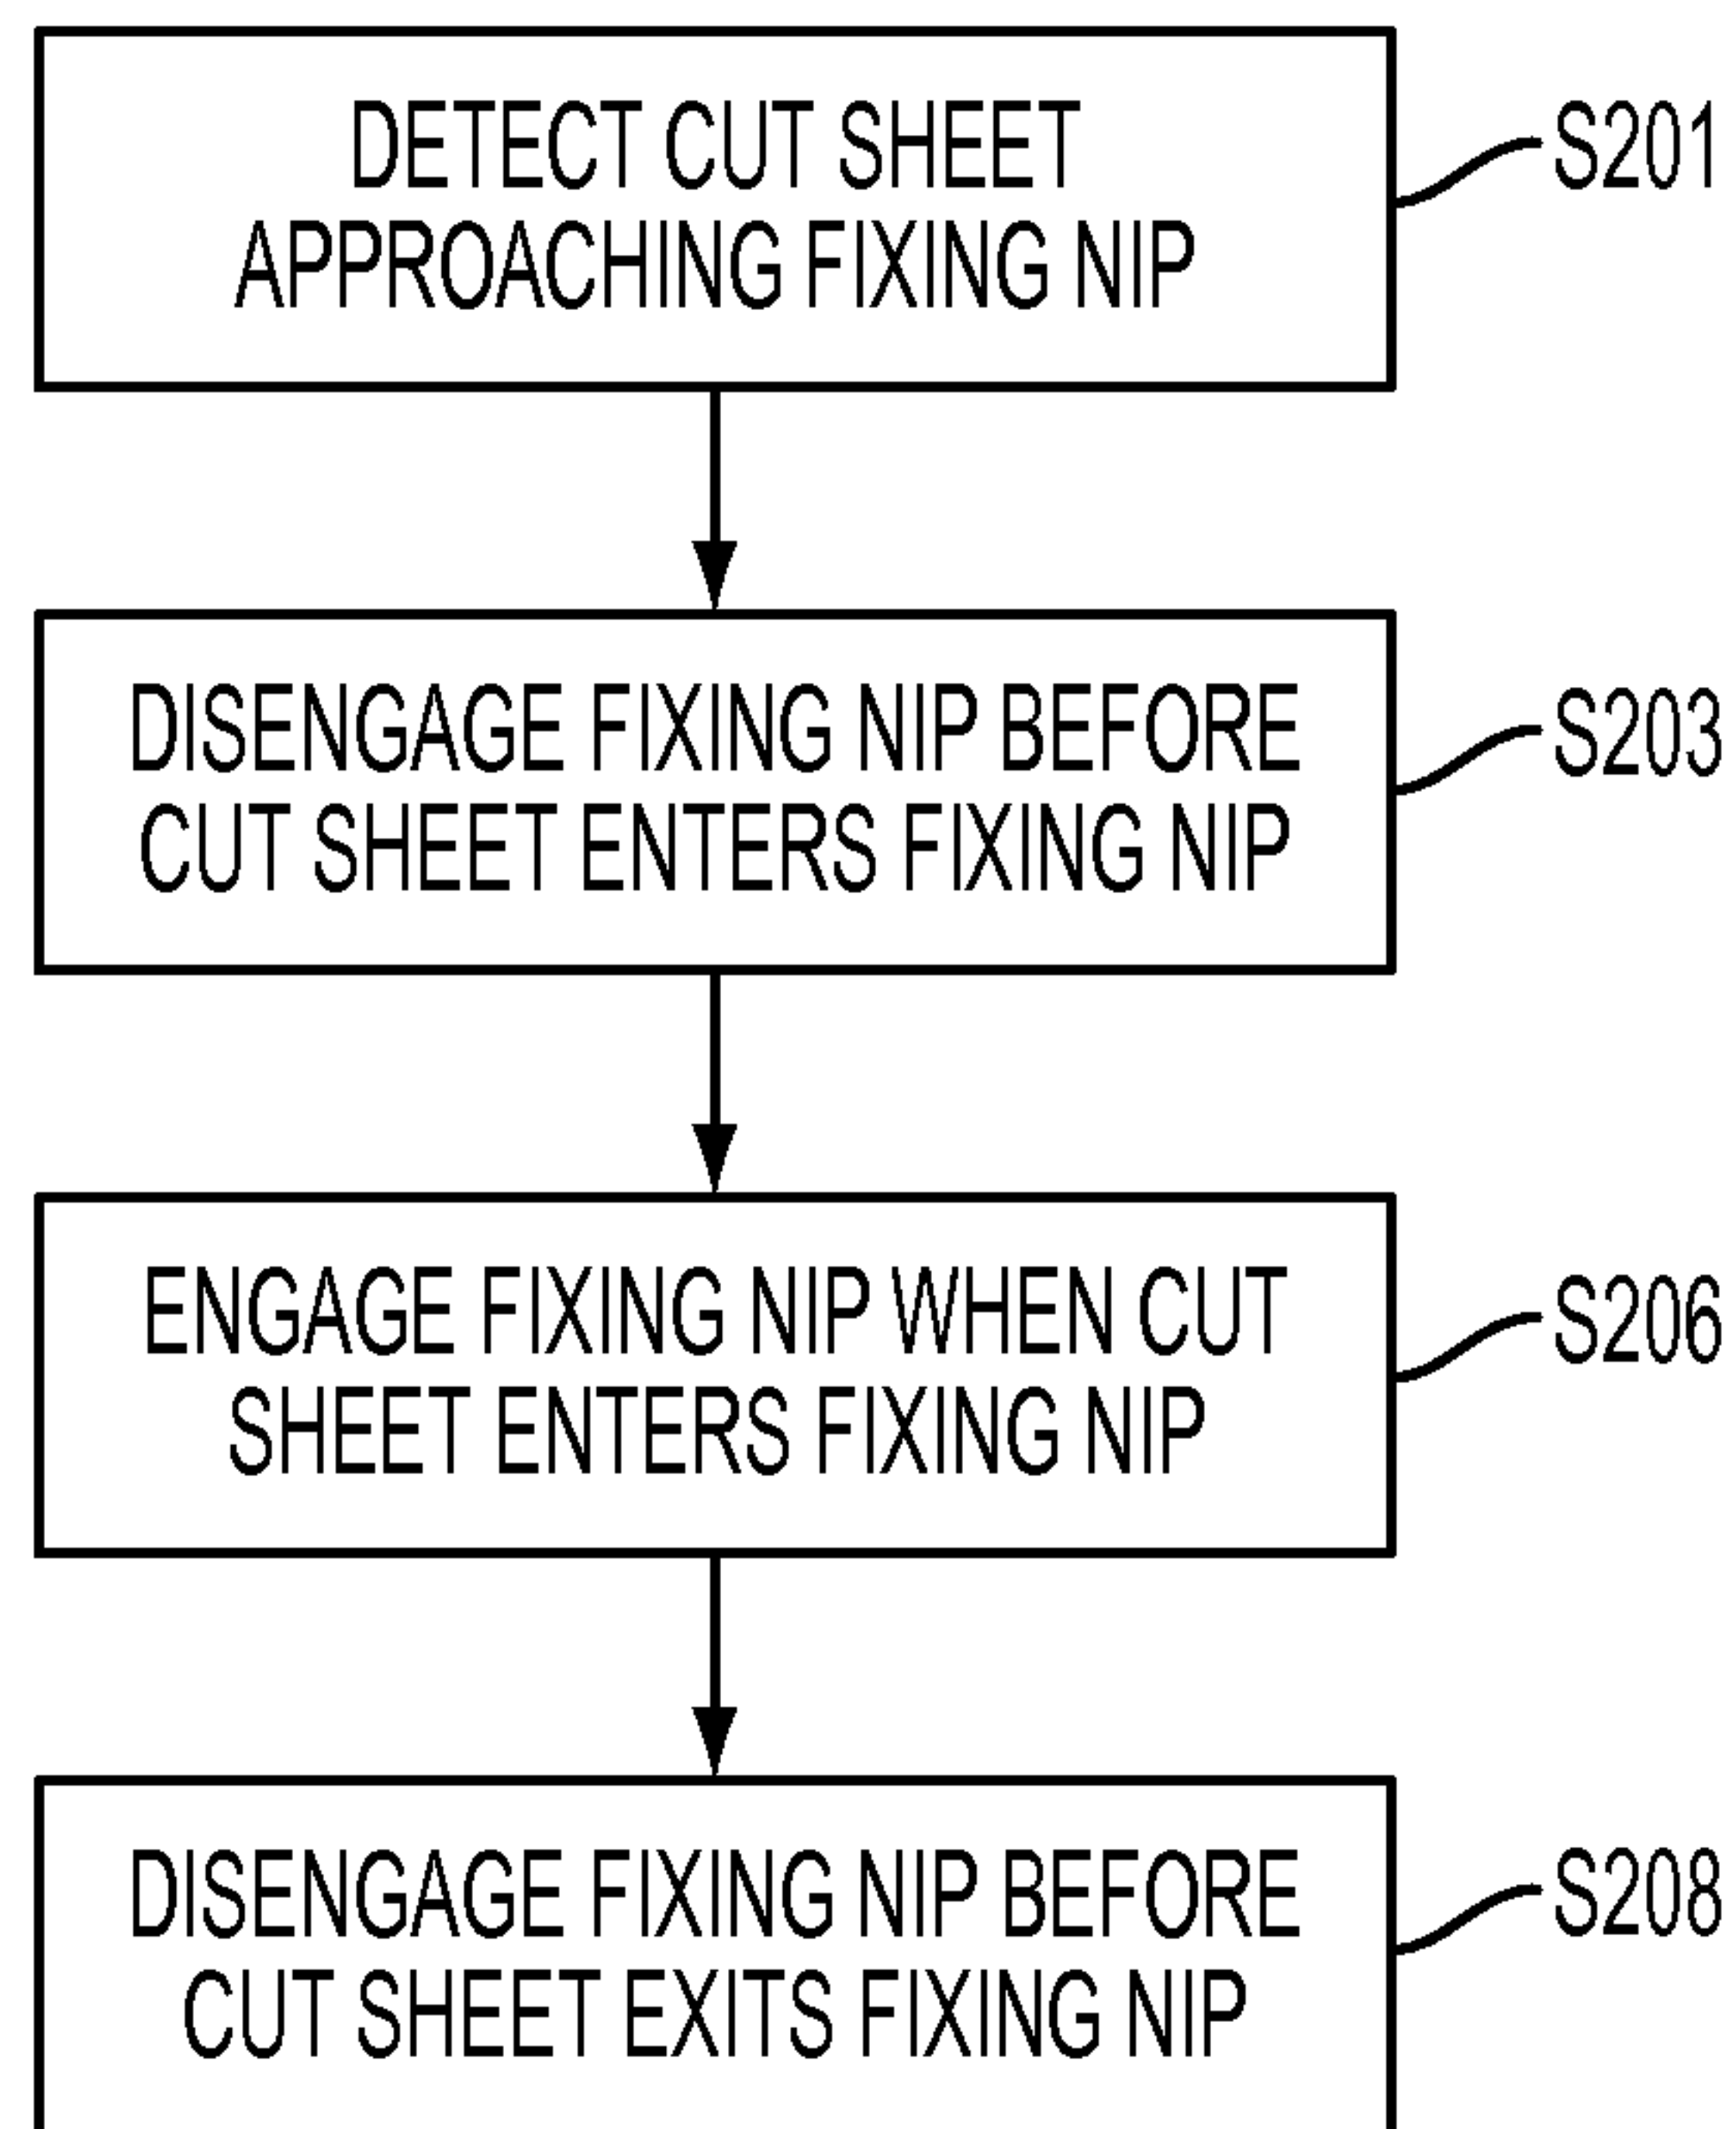 DETECT CUT SHEET
APPROACHING FIXING NIP
S201
DISENGAGE FIXING NIP BEFORE
CUT SHEET ENTERS FIXING NIP
S203
ENGAGE FIXING NIP WHEN CUT
SHEET ENTERS FIXING NIP
S206
DISENGAGE FIXING NIP BEFORE
CUT SHEET EXITS FIXING NIP
S208